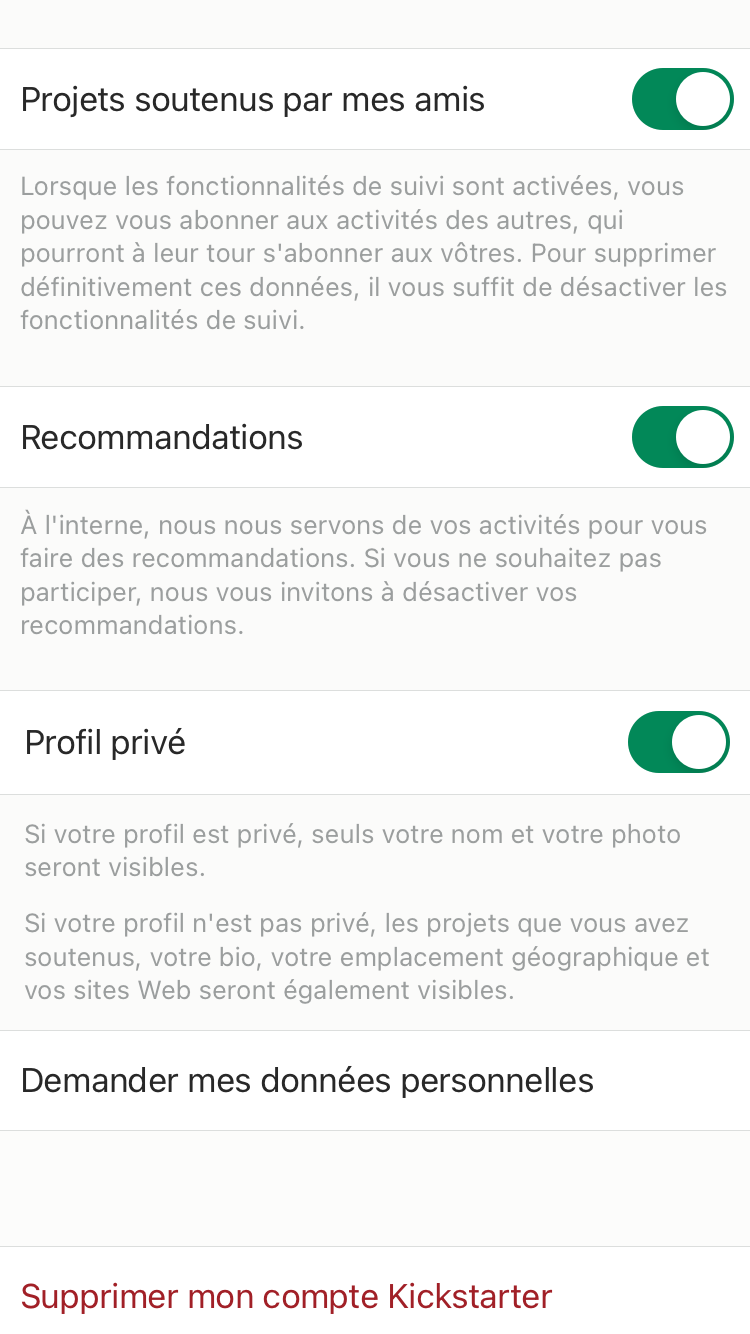 Projets soutenus par mes amis
Lorsque les fonctionnalités de suivi sont activées, vous
pouvez vous abonner aux activités des autres, qui
pourront à leur tour s'abonner aux vôtres. Pour supprimer
définitivement ces données, il vous suffit de désactiver les
fonctionnalités de suivi.
Recommandations
À l'interne, nous nous servons de vos activités pour vous
faire des recommandations. Si vous ne souhaitez pas
participer, nous vous invitons à désactiver vos
recommandations.
Profil privé
Si votre profil est privé, seuls votre nom et votre photo
seront visibles.
Si votre profil n'est pas privé, les projets que vous avez
soutenus, votre bio, votre emplacement géographique et
vos sites Web seront également visibles.
Demander mes données personnelles
Supprimer mon compte Kickstarter